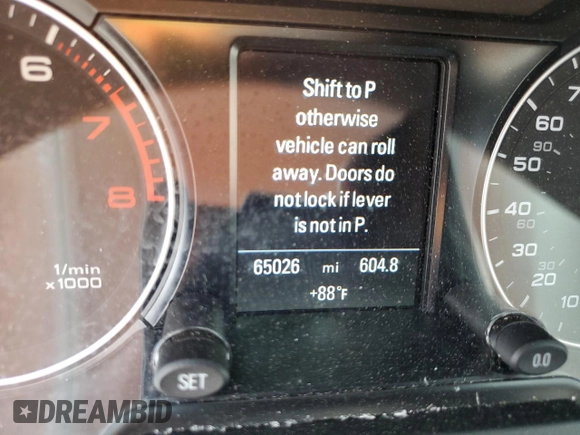 Shift to P
otherwise
vehicle can roll
away. Doors do
not lock if lever
is not in P.
65026 mi 604.8
+88°F
6
7
8
1/min
x1000
SET
70
60
90
50
40
60
30
30
20
10
0.0
DREAMBID